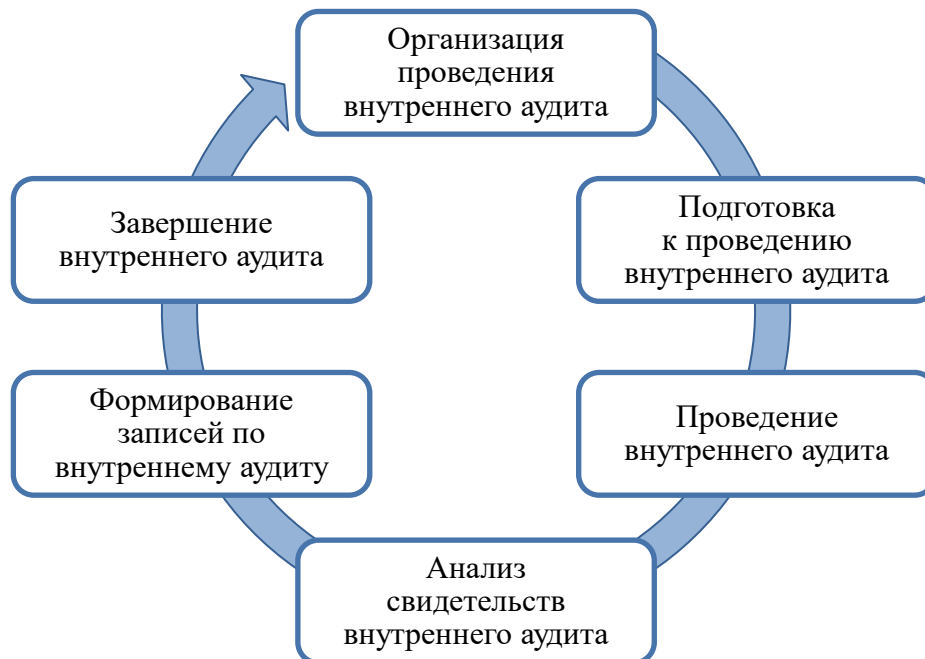 Организация
проведения
внутреннего аудита
Подготовка
к проведению
внутреннего аудита
Проведение
внутреннего аудита
Анализ
свидетельств
внутреннего аудита
Формирование
записей по
внутреннему аудиту
Завершение
внутреннего аудита